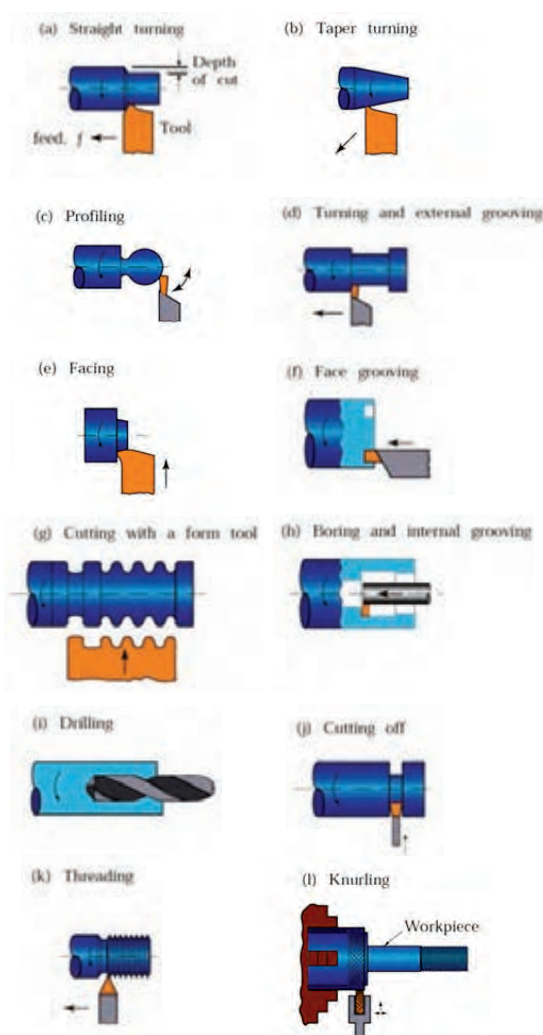 (a) Straight turning
Depth
of cut
Tool
feed, f
(b) Taper turning
(c) Profiling
(d) Turning and external grooving
(e) Facing
(f) Face grooving
(g) Cutting with a form tool
(h) Boring and internal grooving
(i) Drilling
(j) Cutting off
(k) Threading
(l) Knurling
Workpiece